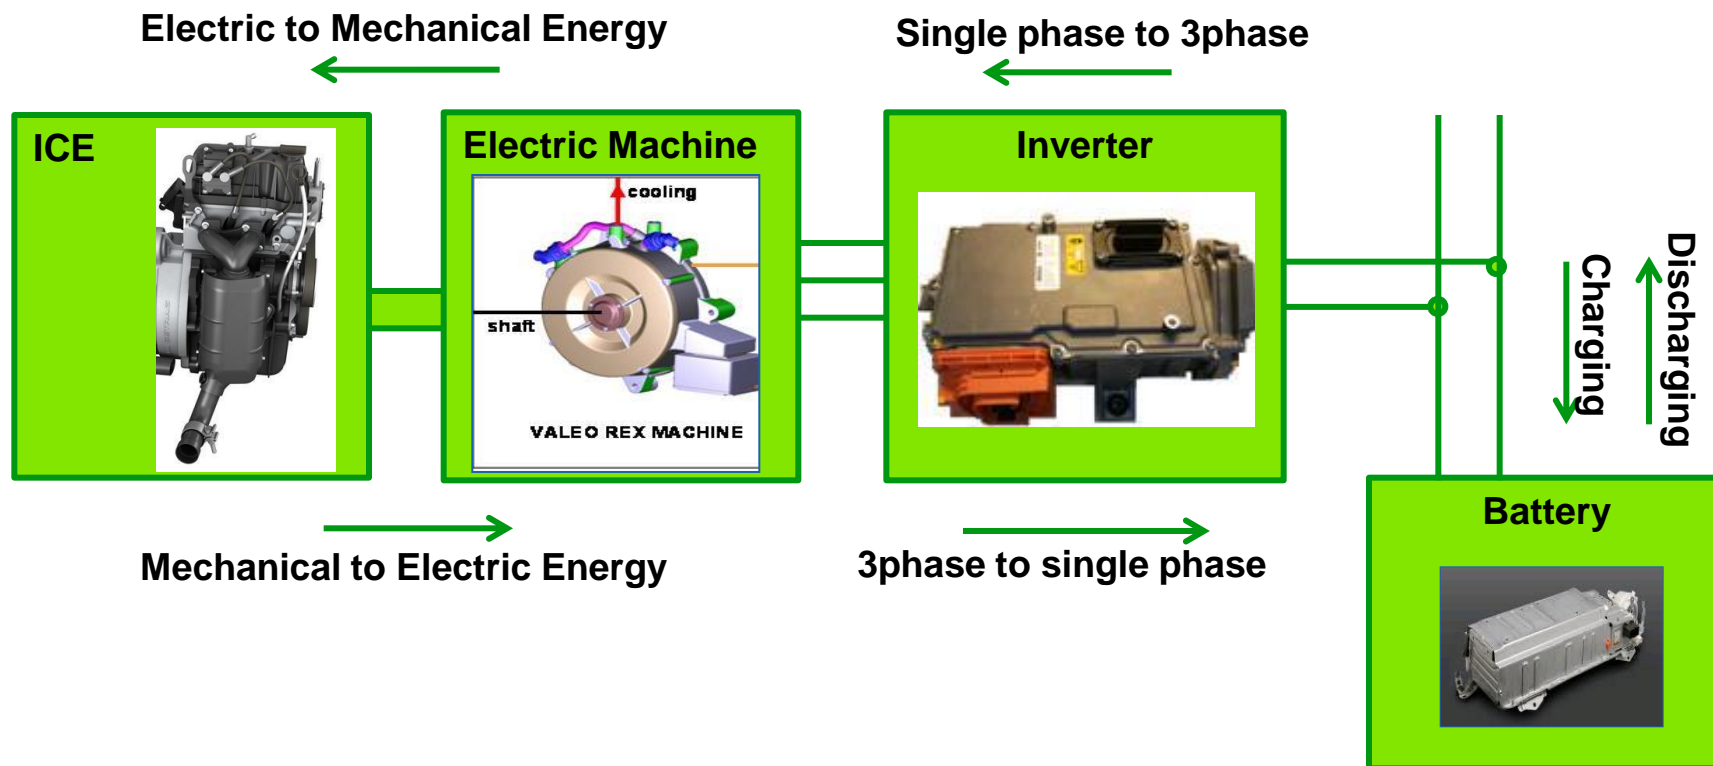 Electric to Mechanical Energy
Single phase to 3phase
ICE
Electric Machine
cooling
shaft
VALEO REX MACHINE
Inverter
Charging
Discharging
Battery
Mechanical to Electric Energy
3phase to single phase